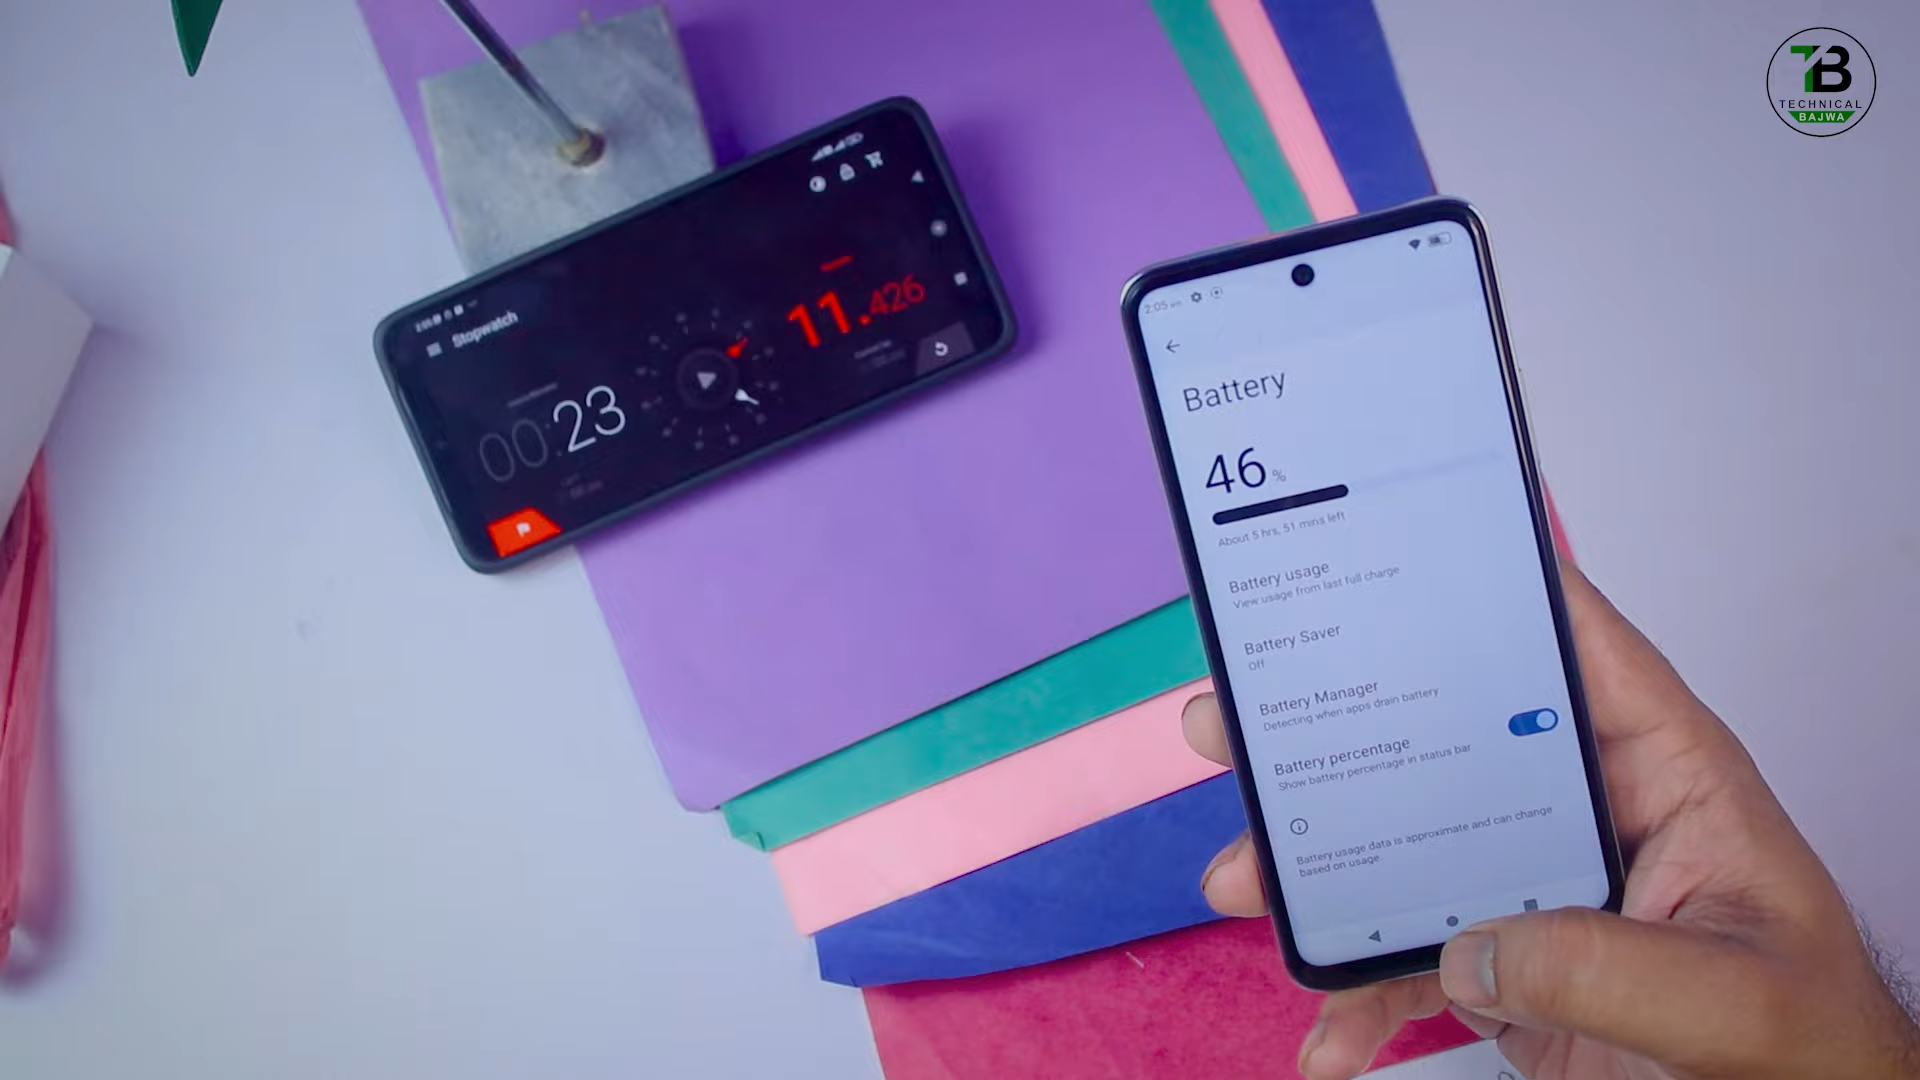 TB
TECHNICAL
BAJWA
Stopwatch
00:23
11.426
2:05
Battery
46 %
About 5 hrs, 51 mins left
Battery usage
View usage from last full charge
Battery Saver
Off
Battery Manager
Detecting when apps drain battery
Battery percentage
Show battery percentage in status bar
Battery usage data is approximate and can change
based on usage.